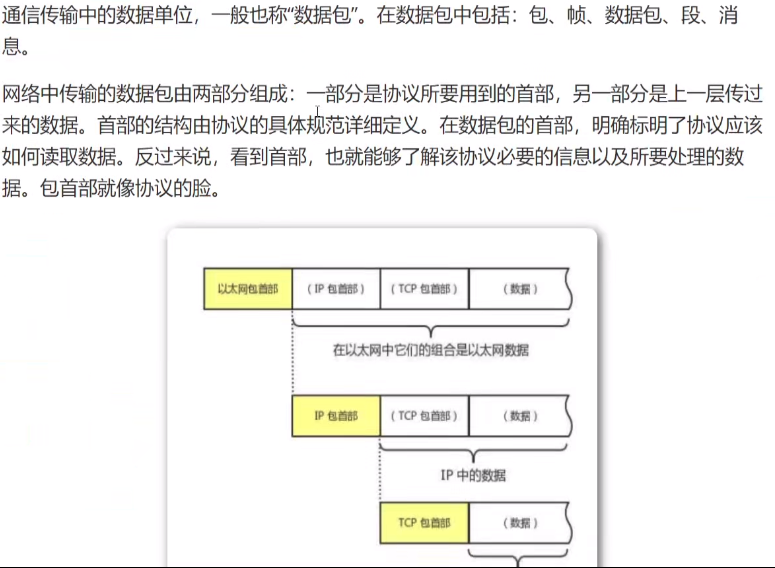 通信传输中的数据单位，一般也称“数据包”。在数据包中包括：包、帧、数据包、段、消
息。
网络中传输的数据包由两部分组成：一部分是协议所要用到的首部，另一部分是上一层传过
来的数据。首部的结构由协议的具体规范详细定义。在数据包的首部，明确标明了协议应该
如何读取数据。反过来说，看到首部，也就能够了解该协议必要的信息以及所要处理的数
据。包首部就像协议的脸。
以太网包首部 （IP 包首部） （TCP 包首部） （数据）
在以太网中它们的组合是以太网数据
IP 包首部 （TCP 包首部） （数据）
IP 中的数据
TCP 包首部 （数据）